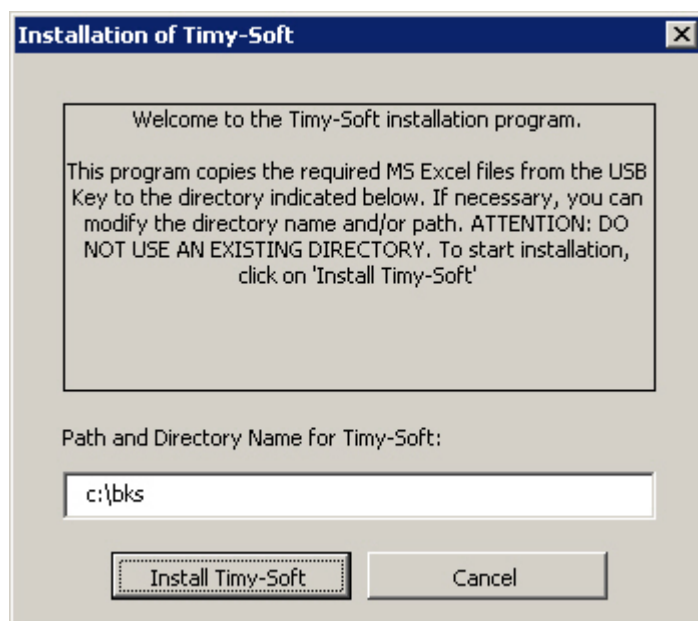 Installation of Timy-Soft
Welcome to the Timy-Soft installation program.
This program copies the required MS Excel files from the USB
Key to the directory indicated below. If necessary, you can
modify the directory name and/or path. ATTENTION: DO
NOT USE AN EXISTING DIRECTORY. To start installation,
click on 'Install Timy-Soft'
Path and Directory Name for Timy-Soft:
c:\bks
Install Timy-Soft
Cancel